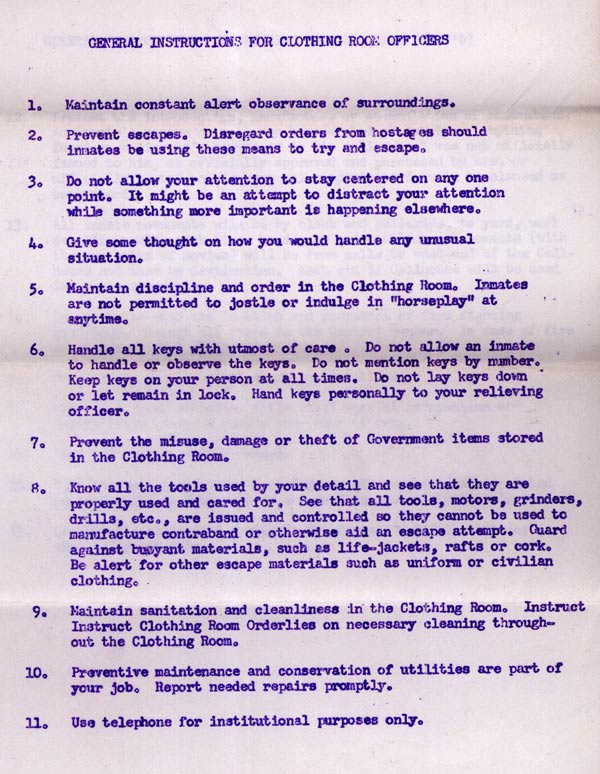 GENERAL INSTRUCTIONS FOR CLOTHING ROOM OFFICERS
1. Maintain constant alert observance of surroundings.
2. Prevent escapes. Disregard orders from hostages should
inmates be using these means to try and escape.
3. Do not allow your attention to stay centered on any one
point. It might be an attempt to distract your attention
while something more important is happening elsewhere.
4. Give some thought on how you would handle any unusual
situation.
5. Maintain discipline and order in the Clothing Room. Inmates
are not permitted to jostle or indulge in "horseplay" at
anytime.
6. Handle all keys with utmost of care . Do not allow an inmate
to handle or observe the keys. Do not mention keys by number.
Keep keys on your person at all times. Do not lay keys down
or let remain in lock. Hand keys personally to your relieving
officer.
7. Prevent the misuse, damage or theft of Government items stored
in the Clothing Room.
8. Know all the tools used by your detail and see that they are
properly used and cared for. See that all tools, motors, grinders,
drills, etc., are issued and controlled so they cannot be used to
manufacture contraband or otherwise aid an escape attempt. Guard
against buoyant materials, such as life-jackets, rafts or cork.
Be alert for other escape materials such as uniform or civilian
clothing.
9. Maintain sanitation and cleanliness in the Clothing Room. Instruct
Instruct Clothing Room Orderlies on necessary cleaning through-
out the Clothing Room.
10. Preventive maintenance and conservation of utilities are part of
your job. Report needed repairs promptly.
11. Use telephone for institutional purposes only.